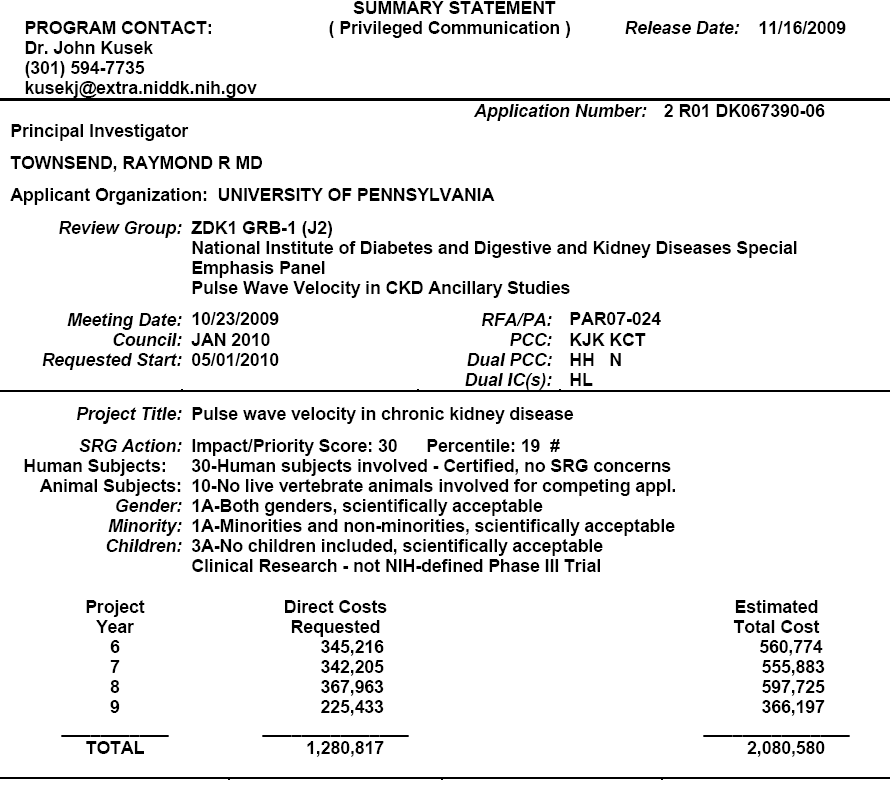 SUMMARY STATEMENT
PROGRAM CONTACT: ( Privileged Communication ) Release Date: 11/16/2009
Dr. John Kusek
(301) 594-7735
kusekj@extra.niddk.nih.gov
Application Number: 2 R01 DK067390-06
Principal Investigator
TOWNSEND, RAYMOND R MD
Applicant Organization: UNIVERSITY OF PENNSYLVANIA
Review Group: ZDK1 GRB-1 (J2)
National Institute of Diabetes and Digestive and Kidney Diseases Special
Emphasis Panel
Pulse Wave Velocity in CKD Ancillary Studies
Meeting Date: 10/23/2009 RFA/PA: PAR07-024
Council: JAN 2010 PCC: KJK KCT
Requested Start: 05/01/2010 Dual PCC: HH N
Dual IC(s): HL
Project Title: Pulse wave velocity in chronic kidney disease
SRG Action: Impact/Priority Score: 30 Percentile: 19 #
Human Subjects: 30-Human subjects involved - Certified, no SRG concerns
Animal Subjects: 10-No live vertebrate animals involved for competing appl.
Gender: 1A-Both genders, scientifically acceptable
Minority: 1A-Minorities and non-minorities, scientifically acceptable
Children: 3A-No children included, scientifically acceptable
Clinical Research - not NIH-defined Phase III Trial
Project Direct Costs Estimated
Year Requested Total Cost
6 345,216 560,774
7 342,205 555,883
8 367,963 597,725
9 225,433 366,197
TOTAL 1,280,817 2,080,580